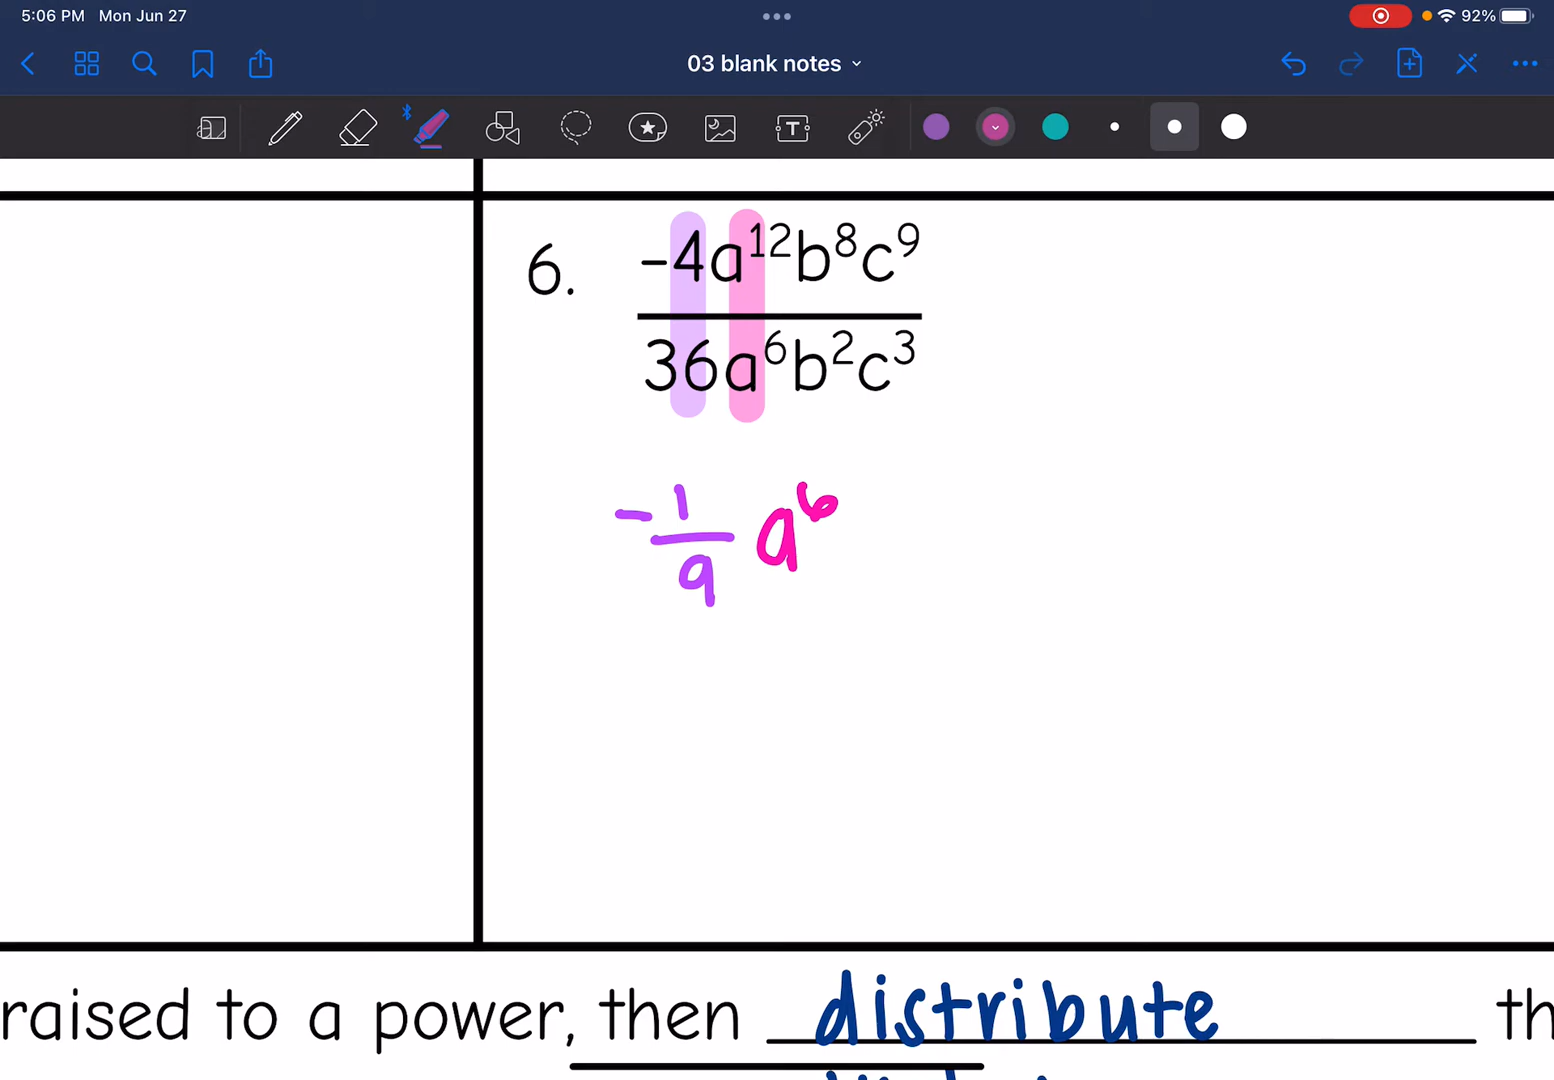 5:06 PM Mon Jun 27
92%
03 blank notes
T
6.
-4a¹²b⁸c⁹
36a⁶b²c³
- 1
9
a⁶
raised to a power, then distribute th